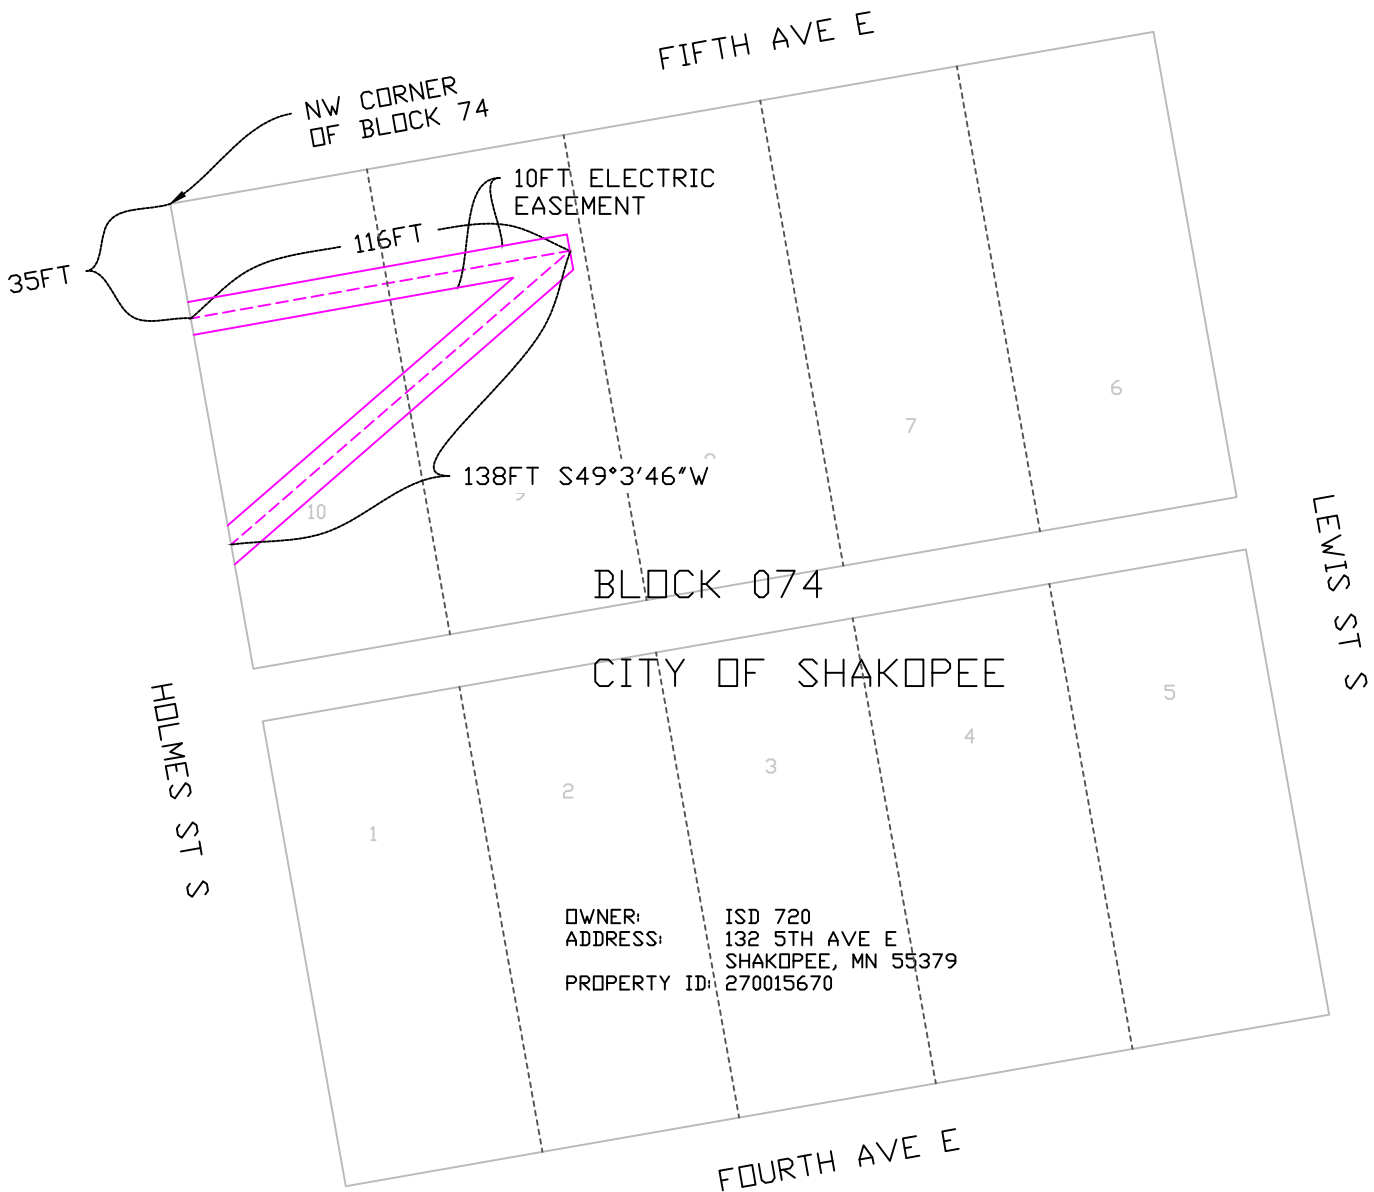 FIFTH AVE E
NW CORNER
OF BLOCK 74
10FT ELECTRIC
EASEMENT
116FT
35FT
6
7
138FT S49°3'46"W
10
LEWIS ST S
BLOCK 074
CITY OF SHAKOPEE
HOLMES ST S
5
4
3
2
1
OWNER: ISD 720
ADDRESS: 132 5TH AVE E
SHAKOPEE, MN 55379
PROPERTY ID: 270015670
FOURTH AVE E